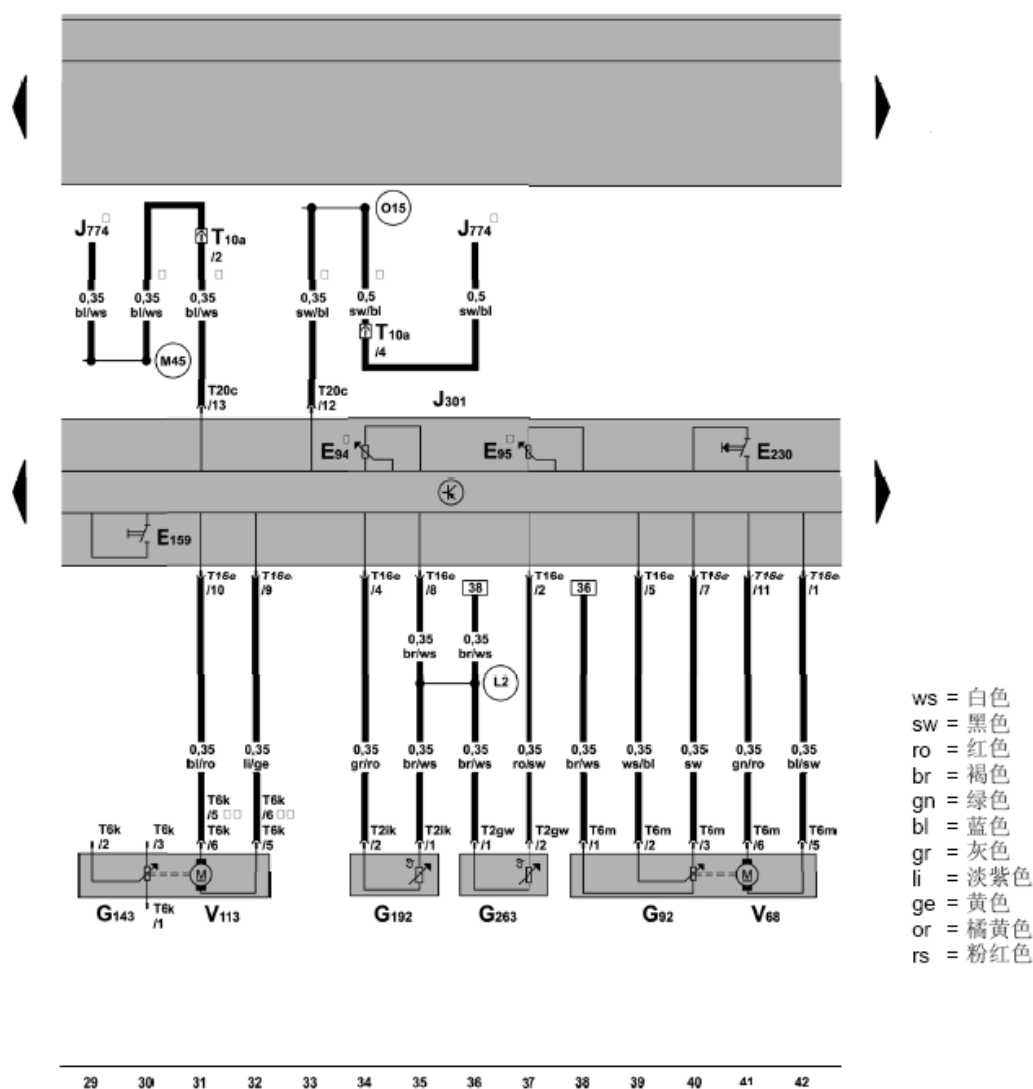 J774 J774
O15
T10a
/2
0,35 0,35 0,35 0,35 0,5 0,5
bl/ws bl/ws bl/ws sw/bl sw/bl sw/bl
T10a
/4
M45
T20c T20c
/13 /12
J301
E94 E95 E230
E159
T16e T16e T16e T16e T16e T16e T16e T16e T16e
/10 /9 /4 /8 38 /2 36 /5 /7 /11 /1
0,35 0,35
br/ws br/ws
L2
0,35 0,35 0,35 0,35 0,35 0,35 0,35 0,35 0,35 0,35 0,35
bl/ro li/ge gr/ro br/ws br/ws ro/sw br/ws ws/bl sw gn/ro bl/sw
T6k T6k
/5 /6
T6k T6k T6k T6k T2lk T2lk T2gw T2gw T6m T6m T6m T6m T6m
/2 /3 /6 /5 /2 /1 /1 /2 /1 /2 /3 /6 /5
M M
G143 T6k V113 G192 G263 G92 V68
/1
ws = 白色
sw = 黑色
ro = 红色
br = 褐色
gn = 绿色
bl = 蓝色
gr = 灰色
li = 淡紫色
ge = 黄色
or = 橘黄色
rs = 粉红色
29 30 31 32 33 34 35 36 37 38 39 40 41 42